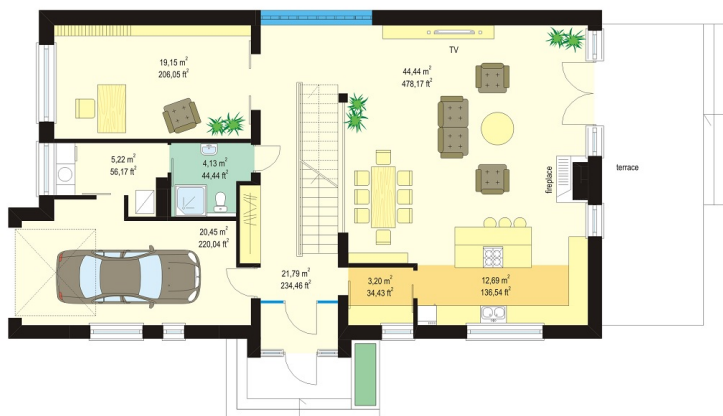 TV
19,15 m²
206,05 ft²
44,44 m²
478,17 ft²
5,22 m²
56,17 ft²
4,13 m²
44,44 ft²
fireplace
terrace
20,45 m²
220,04 ft²
21,79 m²
234,46 ft²
3,20 m²
34,43 ft²
12,69 m²
136,54 ft²